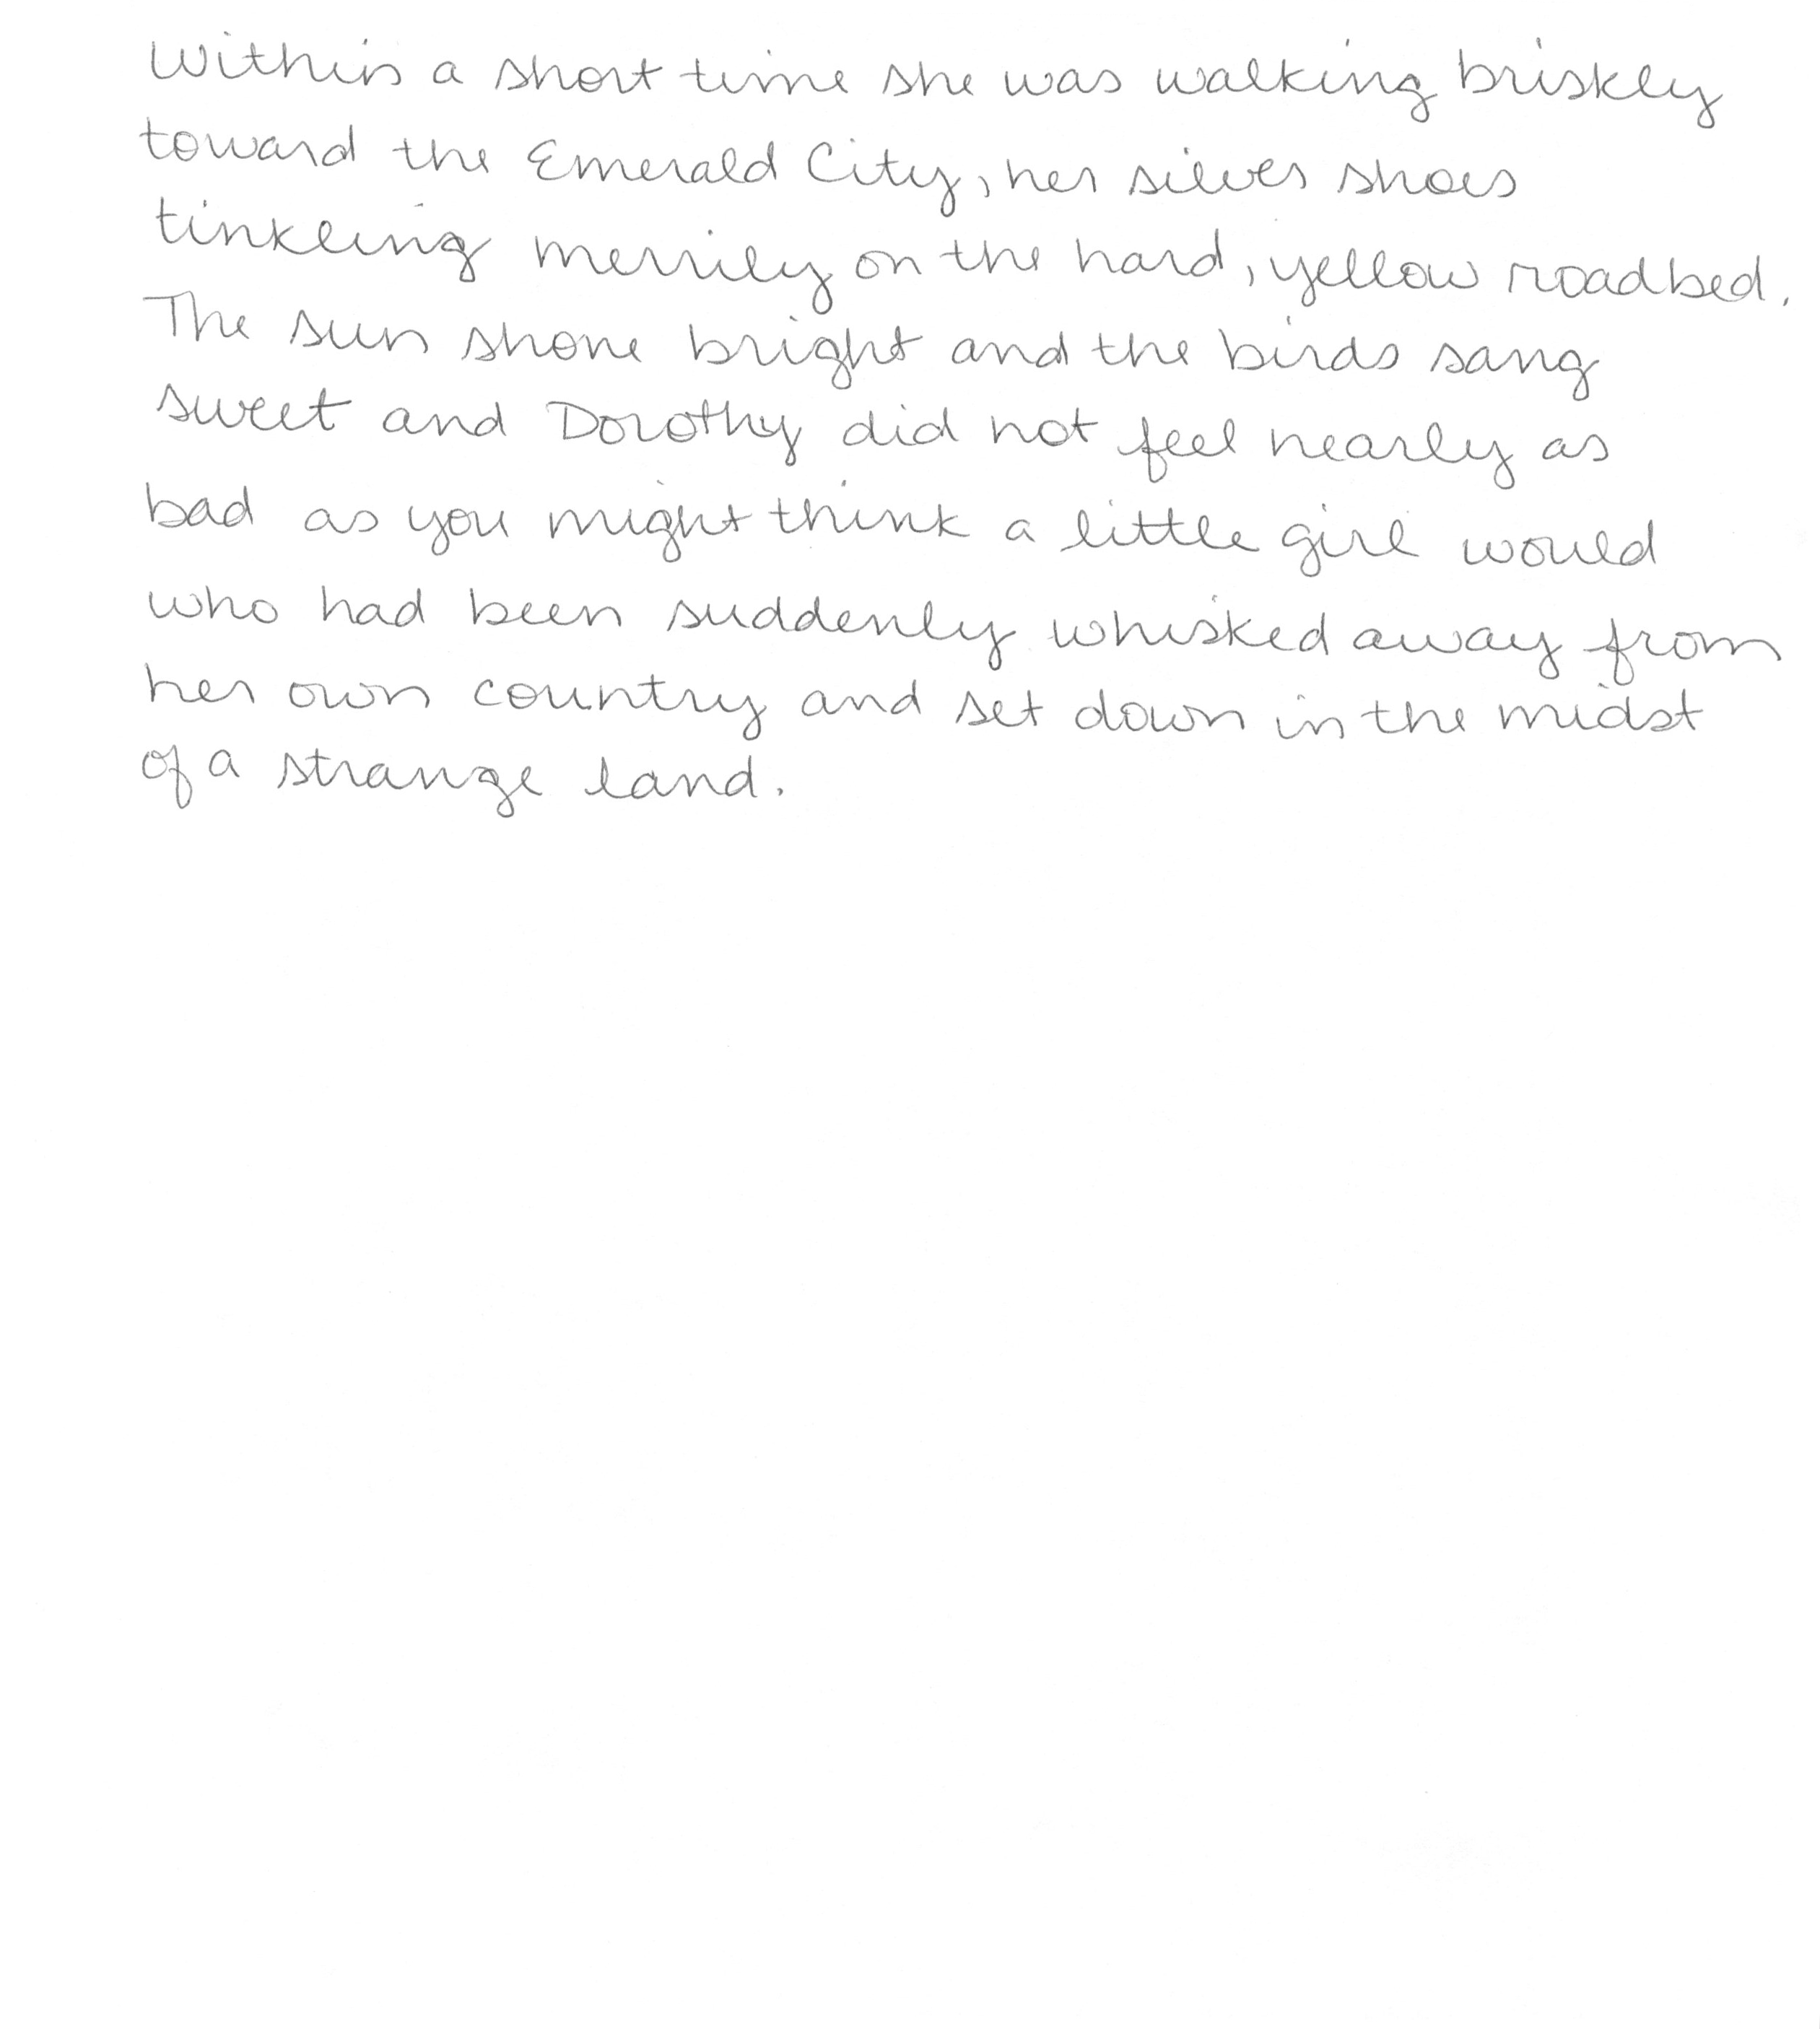 Within a short time she was walking briskly
toward the Emerald City, her silver shoes
tinkling merrily on the hard, yellow roadbed.
The sun shone bright and the birds sang
sweet and Dorothy did not feel nearly as
bad as you might think a little girl would
who had been suddenly whisked away from
her own country and set down in the midst
of a strange land.